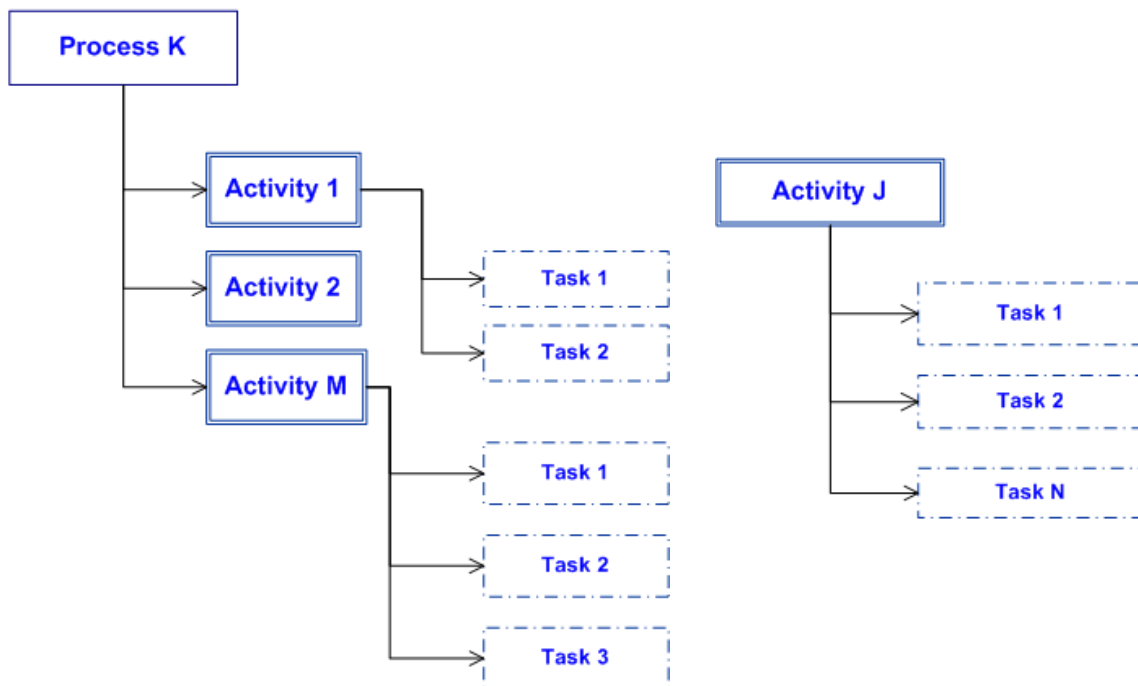 Process K
Activity 1
Activity 2
Activity M
Task 1
Task 2
Task 1
Task 2
Task 3
Activity J
Task 1
Task 2
Task N